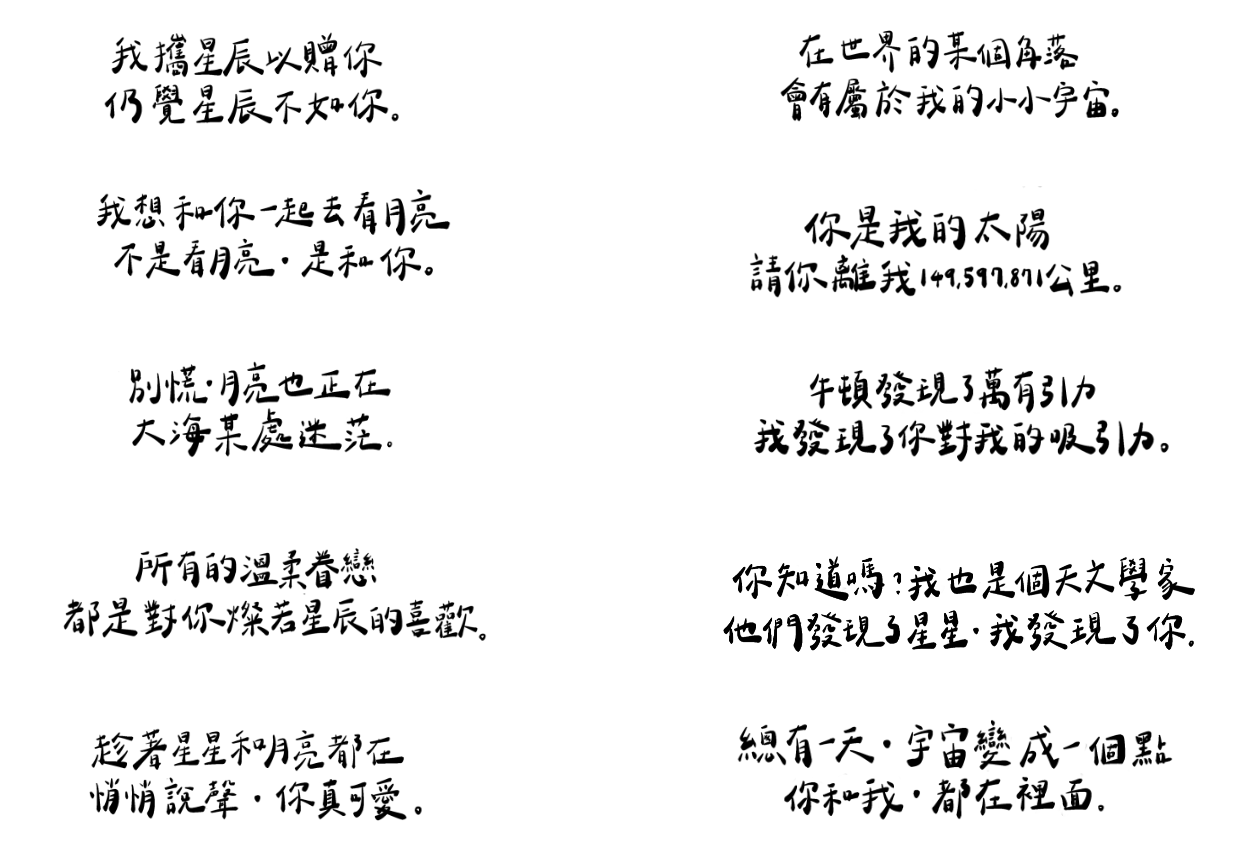 我攜星辰以贈你
仍覺星辰不如你。
我想和你一起去看月亮
不是看月亮・是和你。
別慌・月亮也正在
大海某處迷茫.
所有的溫柔眷戀
都是對你燦若星辰的喜歡。
趁著星星和月亮都在
悄悄說聲・你真可愛。
在世界的某個角落
會有屬於我的小小宇宙。
你是我的太陽
請你離我149,597,871公里。
牛頓發現了萬有引力
我發現了你對我的吸引力。
你知道嗎?我也是個天文學家
他們發現了星星・我發現了你.
總有一天・宇宙變成一個點
你和我・都在裡面.